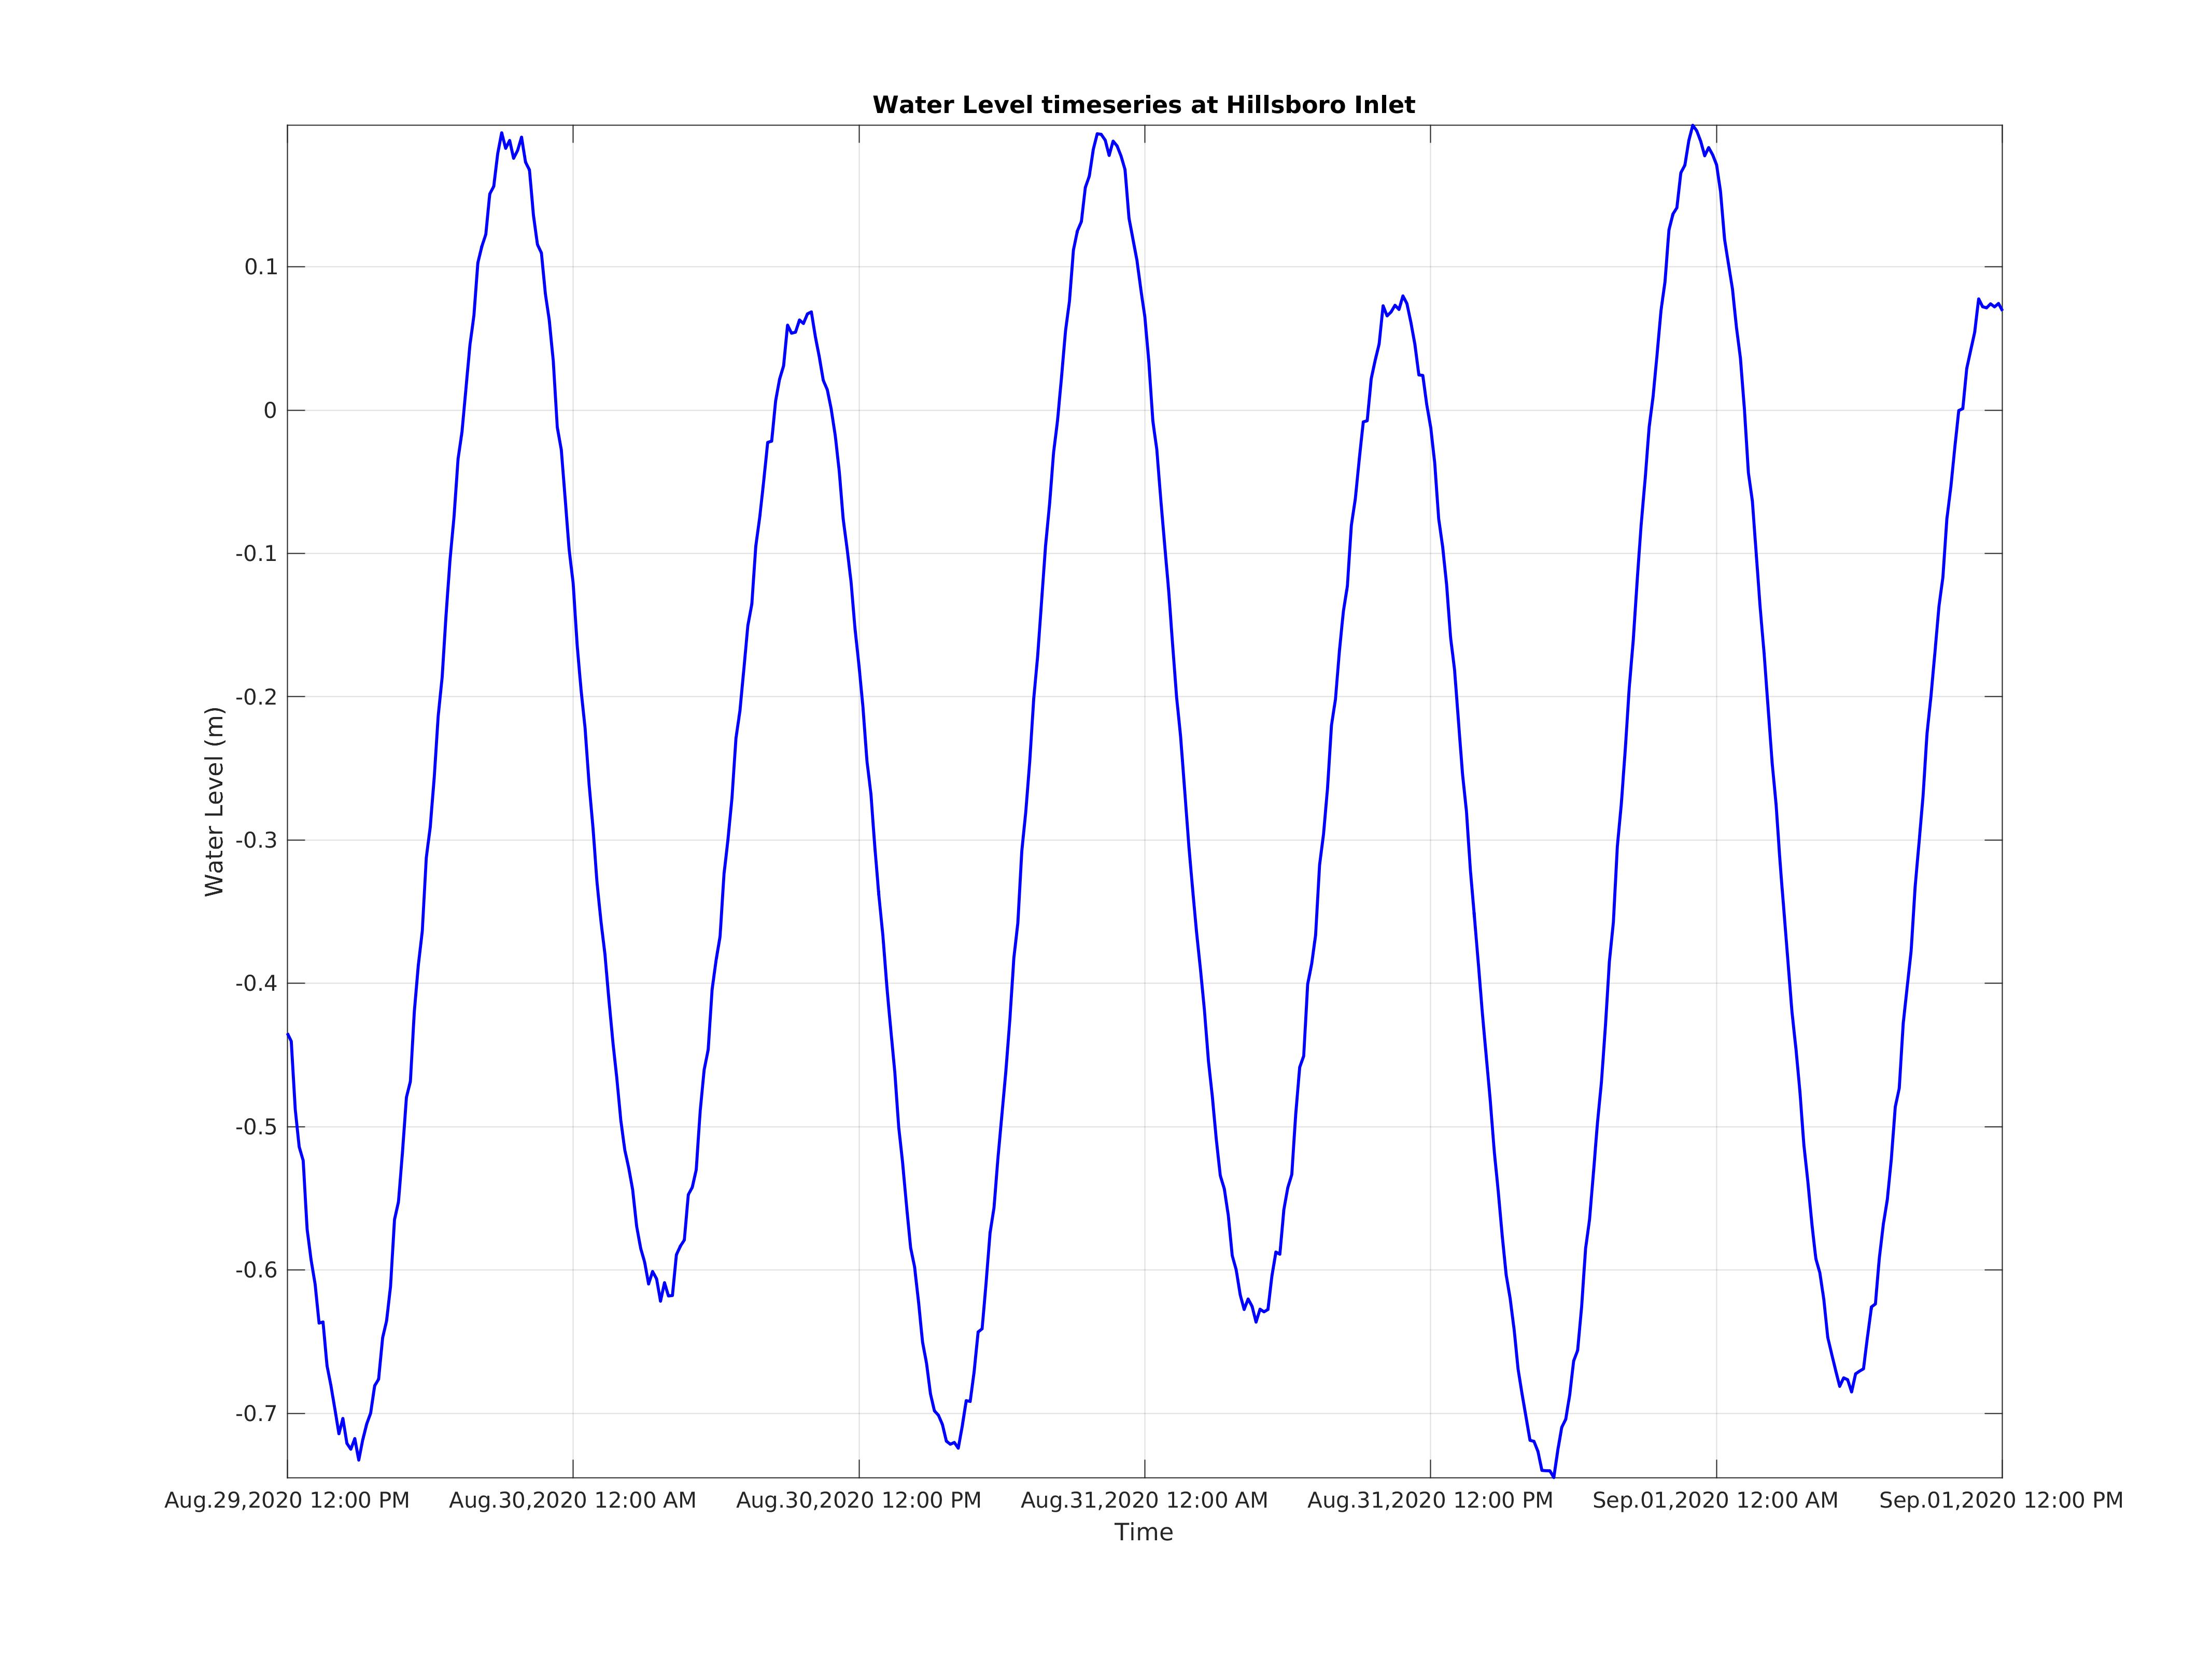 Water Level timeseries at Hillsboro Inlet
0.1
0
-0.1
-0.2
-0.3
-0.4
-0.5
-0.6
-0.7
Water Level (m)
Aug.29,2020 12:00 PM Aug.30,2020 12:00 AM Aug.30,2020 12:00 PM Aug.31,2020 12:00 AM Aug.31,2020 12:00 PM Sep.01,2020 12:00 AM Sep.01,2020 12:00 PM
Time